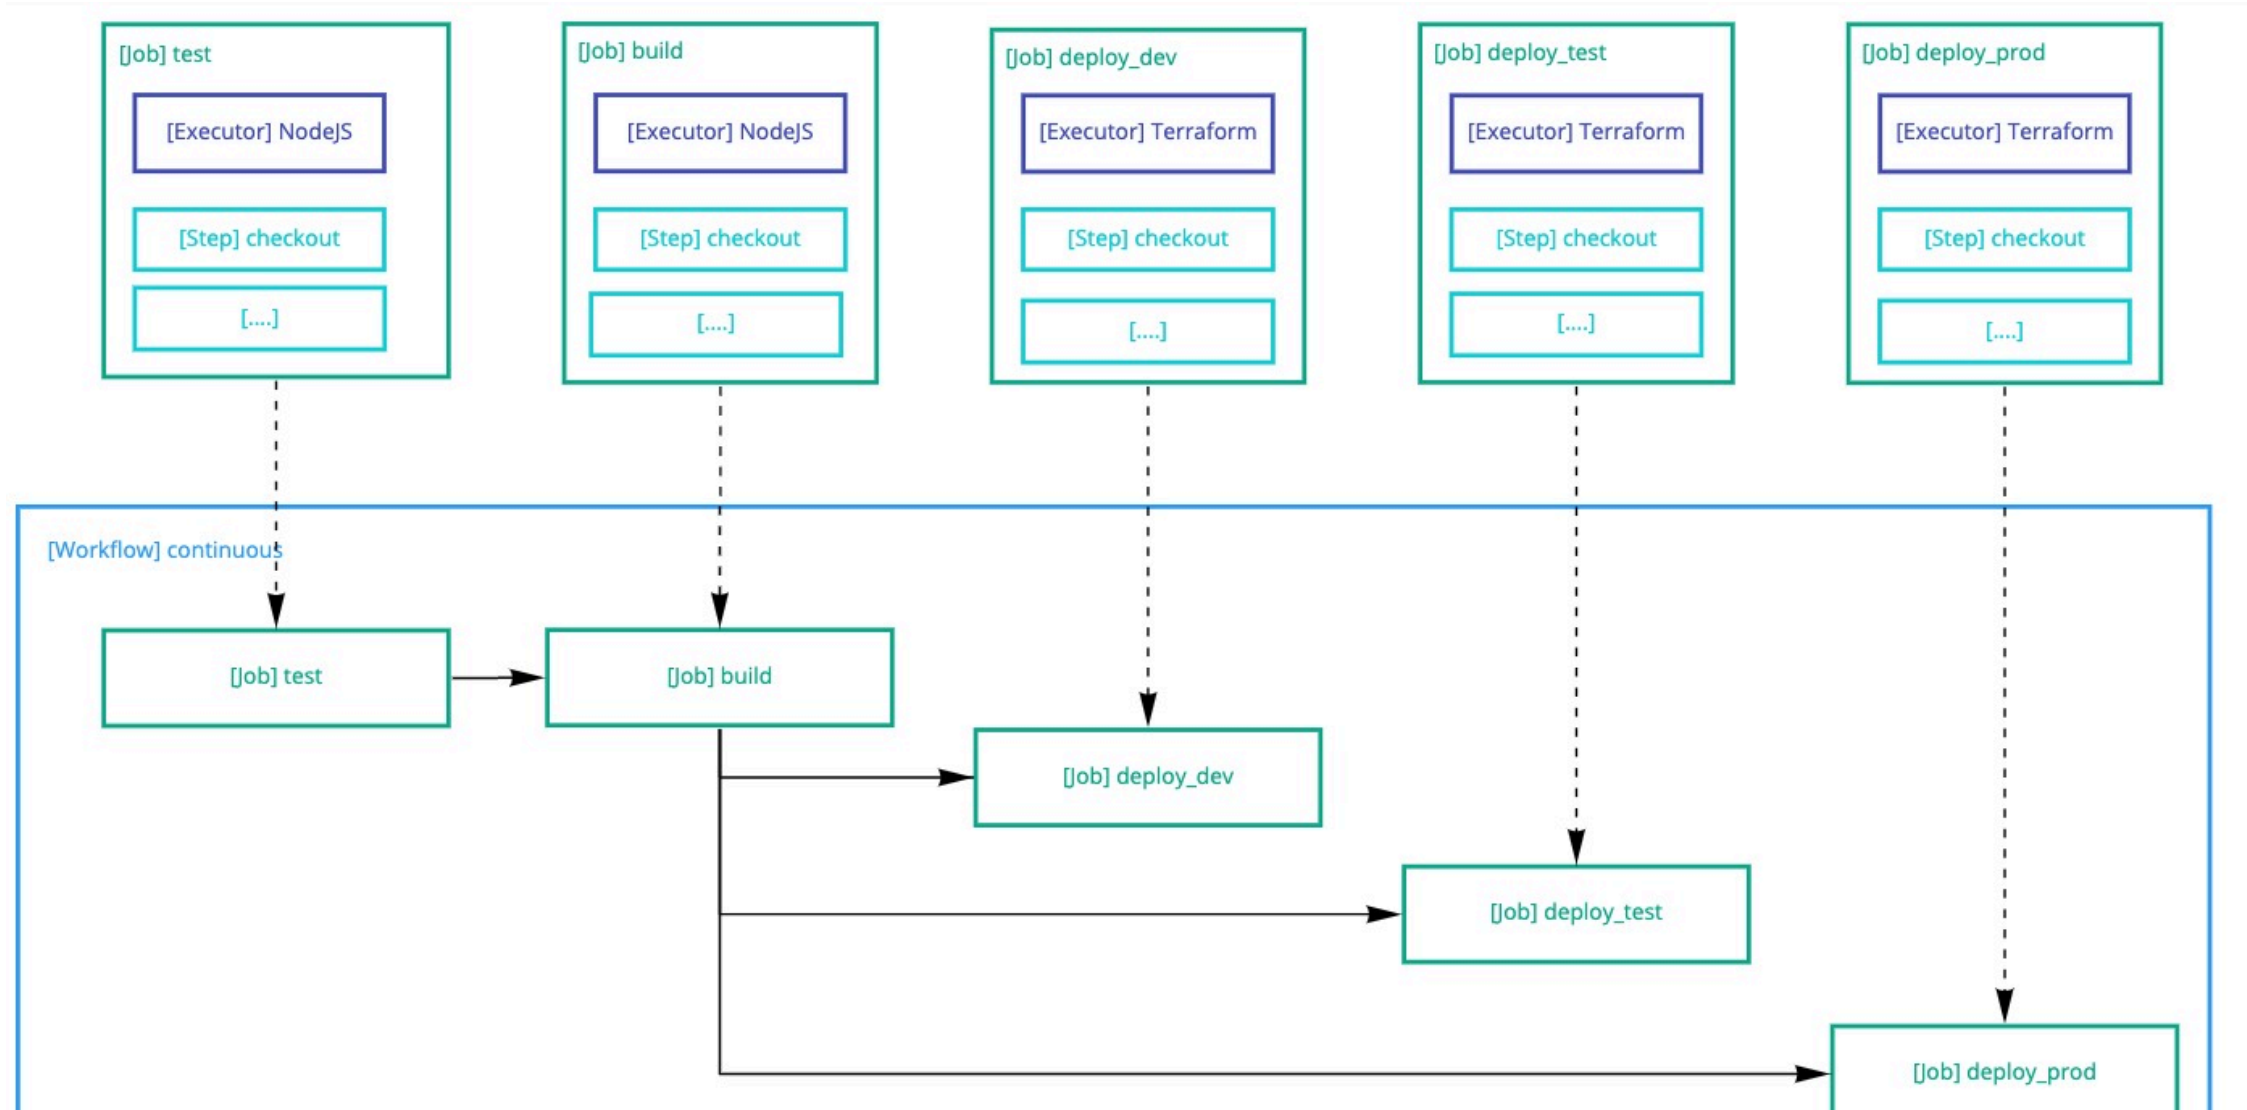 [Job] test
[Executor] NodeJS
[Step] checkout
[....]
[Job] build
[Executor] NodeJS
[Step] checkout
[....]
[Job] deploy_dev
[Executor] Terraform
[Step] checkout
[....]
[Job] deploy_test
[Executor] Terraform
[Step] checkout
[....]
[Job] deploy_prod
[Executor] Terraform
[Step] checkout
[....]
[Workflow] continuous
[Job] test
[Job] build
[Job] deploy_dev
[Job] deploy_test
[Job] deploy_prod